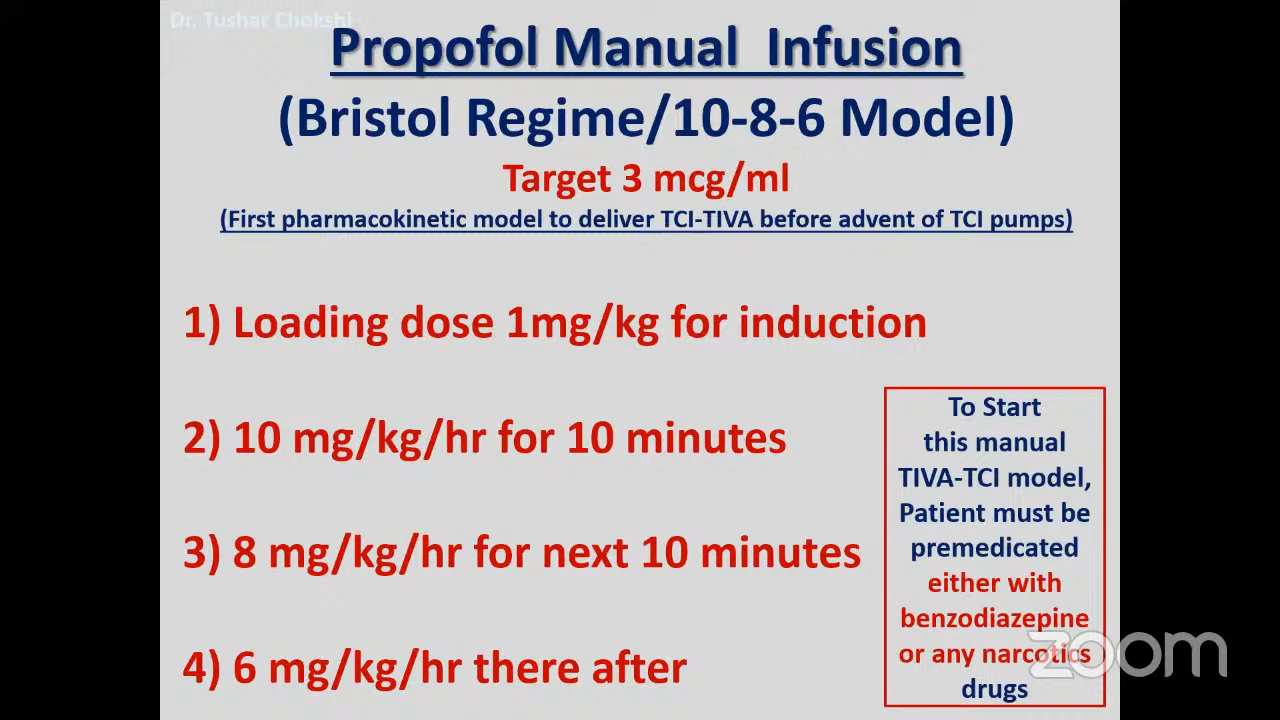 Dr. Tushar Chokshi
Propofol Manual Infusion
(Bristol Regime/10-8-6 Model)
Target 3 mcg/ml
(First pharmacokinetic model to deliver TCI-TIVA before advent of TCI pumps)
1) Loading dose 1mg/kg for induction
2) 10 mg/kg/hr for 10 minutes
3) 8 mg/kg/hr for next 10 minutes
4) 6 mg/kg/hr there after
To Start
this manual
TIVA-TCI model,
Patient must be
premedicated
either with
benzodiazepine
or any narcotics
drugs
zoom